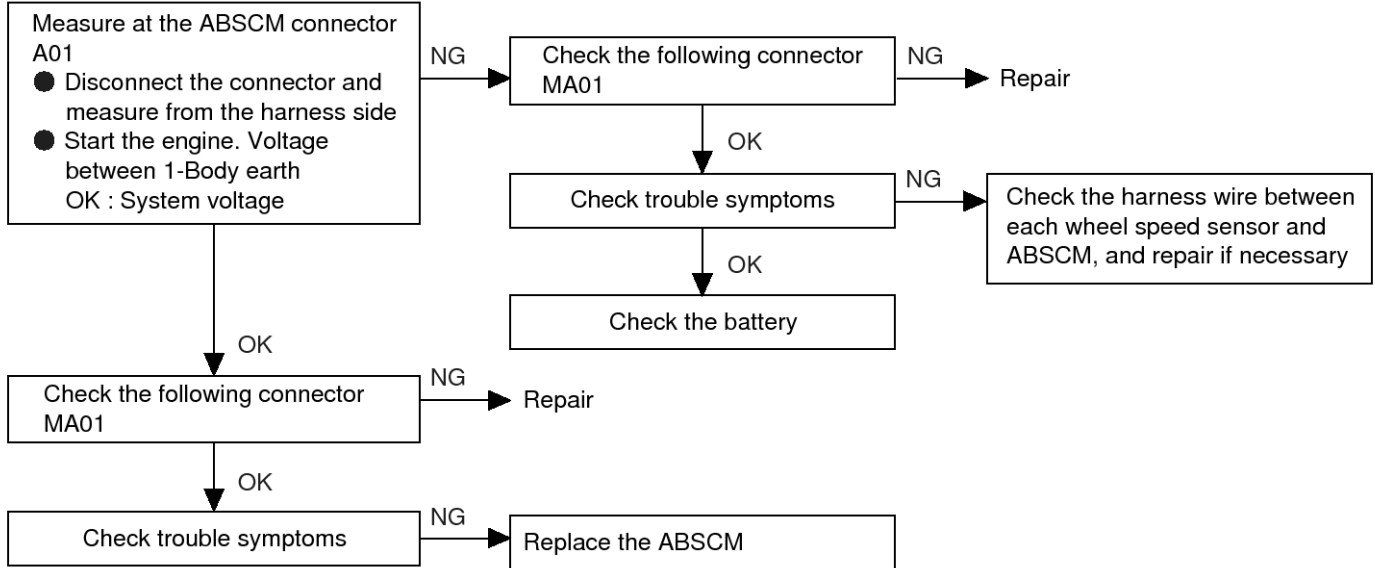 Measure at the ABSCM connector
A01
● Disconnect the connector and
measure from the harness side
● Start the engine. Voltage
between 1-Body earth
OK : System voltage
NG
Check the following connector
MA01
NG
Repair
OK
Check trouble symptoms
NG
Check the harness wire between
each wheel speed sensor and
ABSCM, and repair if necessary
OK
Check the battery
OK
Check the following connector
MA01
NG
Repair
OK
Check trouble symptoms
NG
Replace the ABSCM